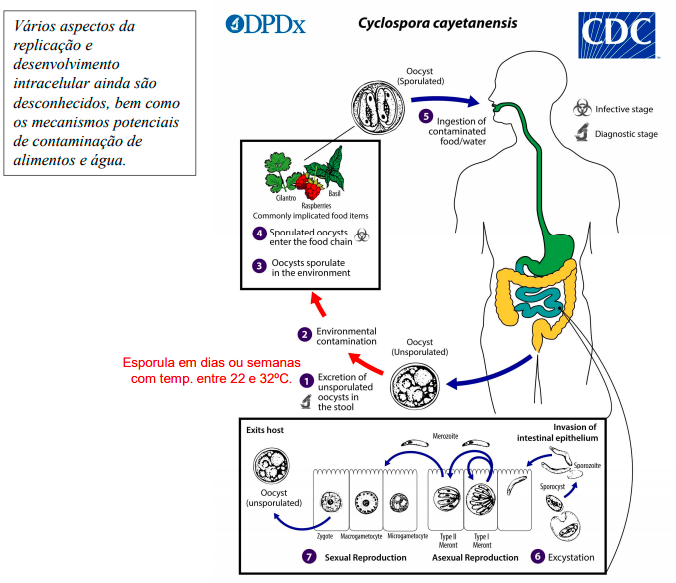 Vários aspectos da
replicação e
desenvolvimento
intracelular ainda são
desconhecidos, bem como
os mecanismos potenciais
de contaminação de
alimentos e água.
DPDx
Cyclospora cayetanensis
CDC
Oocyst
(Sporulated)
5
Ingestion of
contaminated
food/water
Infective stage
Diagnostic stage
Cilantro
Raspberries
Basil
Commonly implicated food items
4 Sporulated oocysts
enter the food chain
3 Oocysts sporulate
in the environment
2 Environmental
contamination
Oocyst
(Unsporulated)
Esporula em dias ou semanas
com temp. entre 22 e 32ºC.
1 Excretion of
unsporulated
oocysts in
the stool
Exits host
Merozoite
Invasion of
intestinal epithelium
Sporozoite
Sporocyst
Oocyst
(unsporulated)
Zygote
Macrogametocyte
Microgametocyte
Type II
Meront
Type I
Meront
7 Sexual Reproduction
Asexual Reproduction
6 Excystation